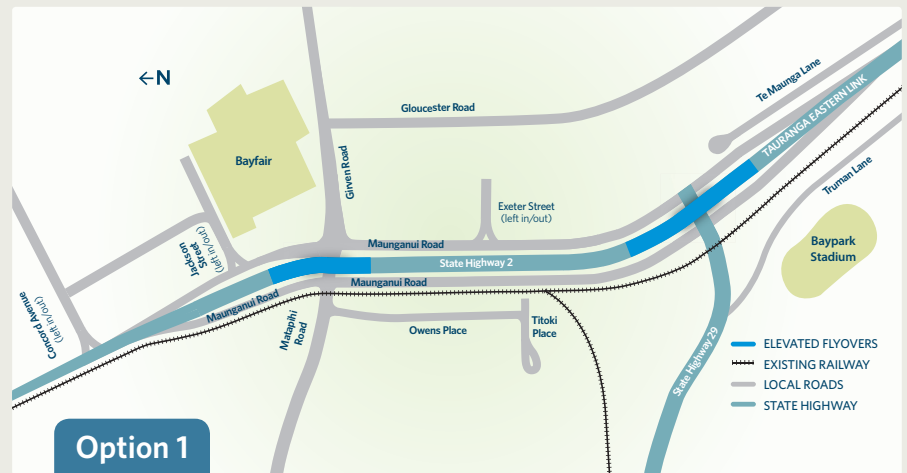 ←N
Te Maunga Lane
Gloucester Road
TAURANGA EASTERN LINK
Bayfair
Girven Road
Truman Lane
Exeter Street
(left in/out)
Jackson
Street
(left in/out)
Maunganui Road
Baypark
Stadium
State Highway 2
Maunganui Road
Maunganui Road
Concord Avenue
(left in/out)
Matapihi
Road
Owens Place
Titoki
Place
State Highway 29
ELEVATED FLYOVERS
EXISTING RAILWAY
LOCAL ROADS
STATE HIGHWAY
Option 1